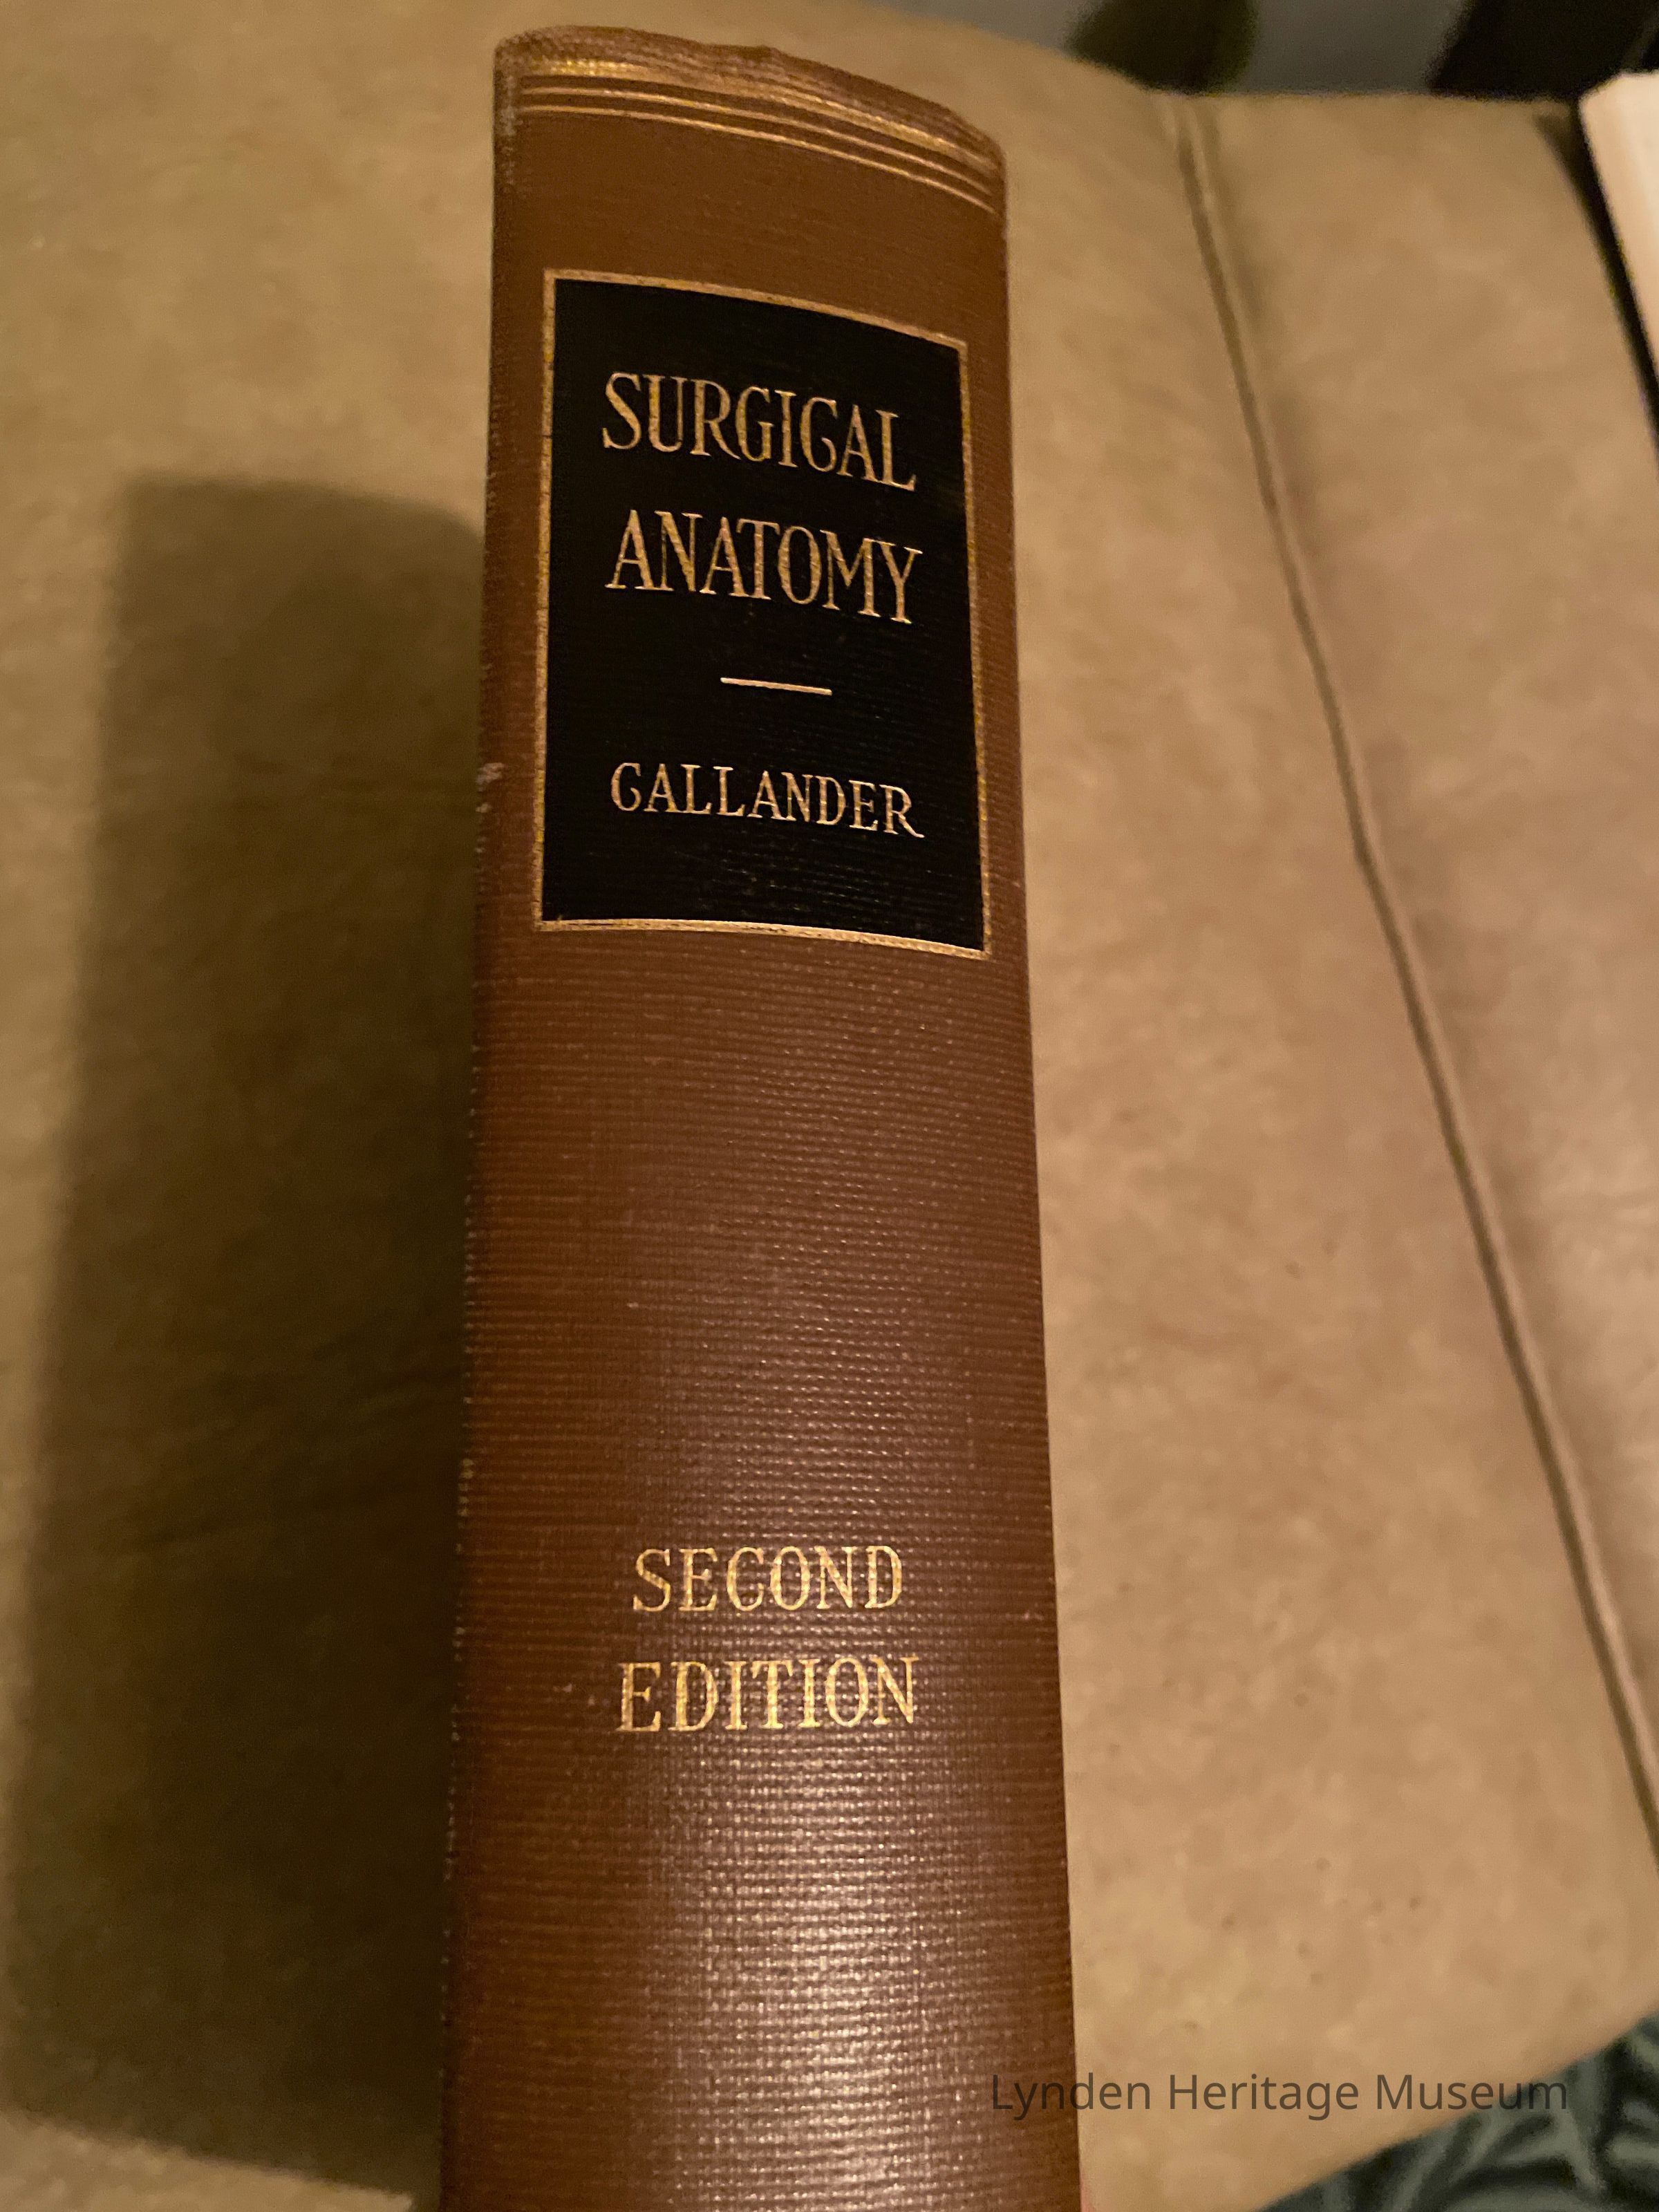 SURGICAL
ANATOMY
CALLANDER
SECOND
EDITION
Lynden Heritage Museum